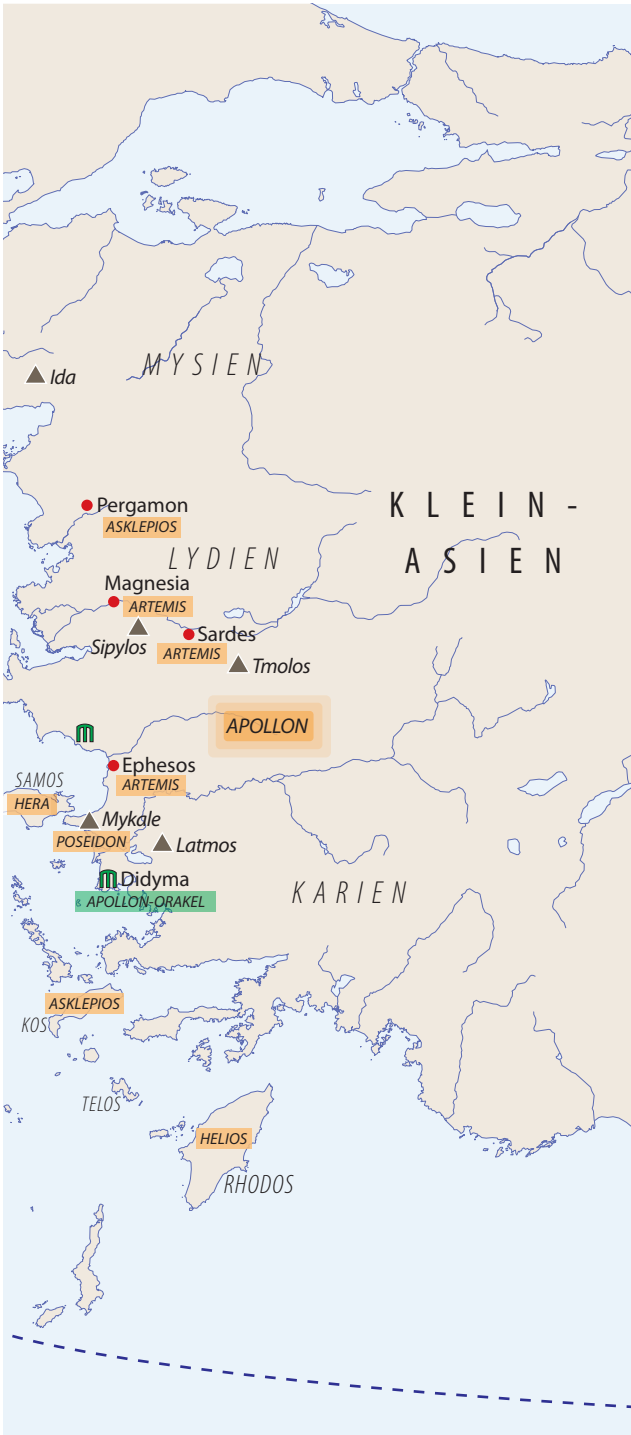 MYSIEN
Ida
KLEIN-
ASIEN
Pergamon
ASKLEPIOS
LYDIEN
Magnesia
ARTEMIS
Sipylos
Sardes
ARTEMIS
Tmolos
APOLLON
Ephesos
ARTEMIS
SAMOS
HERA
Mykale
POSEIDON
Latmos
Didyma
APOLLON-ORAKEL
KARIEN
ASKLEPIOS
KOS
TELOS
HELIOS
RHODOS